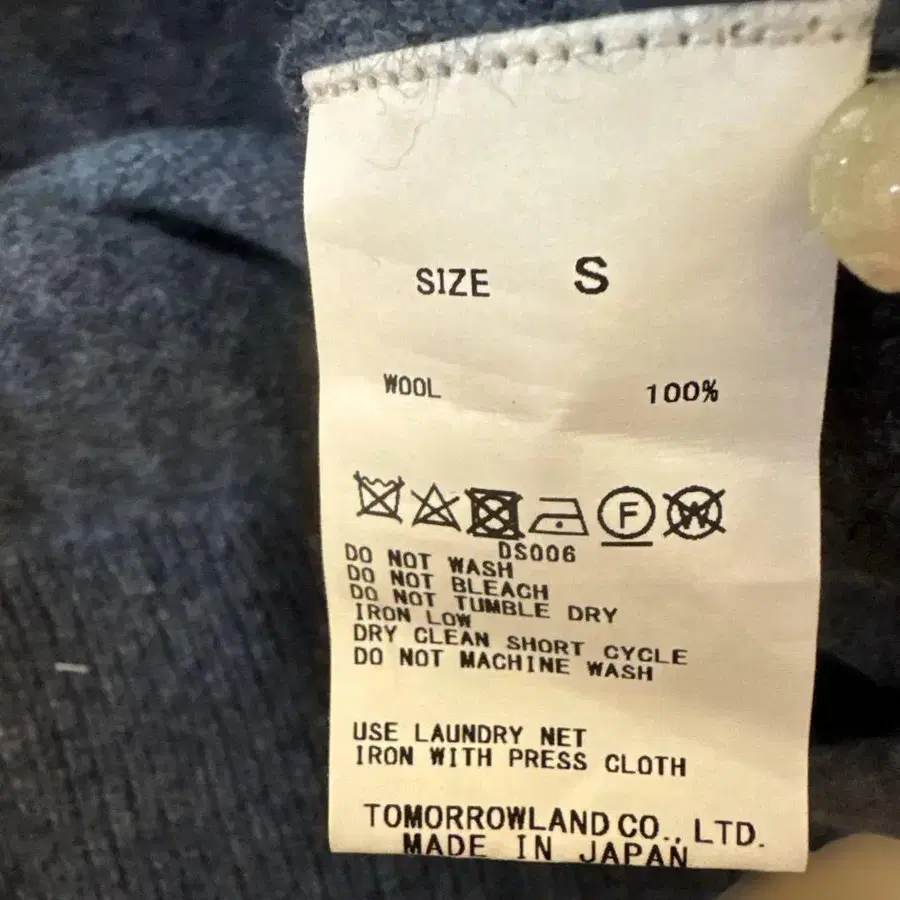 SIZE S
WOOL 100%
F W
DS006
DO NOT WASH
DO NOT BLEACH
DO NOT TUMBLE DRY
IRON LOW
DRY CLEAN SHORT CYCLE
DO NOT MACHINE WASH
USE LAUNDRY NET
IRON WITH PRESS CLOTH
TOMORROWLAND CO., LTD.
MADE IN JAPAN